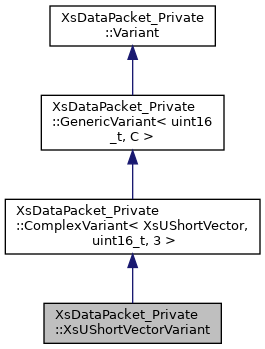 XsDataPacket_Private
::Variant
XsDataPacket_Private
::GenericVariant< uint16
_t, C >
XsDataPacket_Private
::ComplexVariant< XsUShortVector,
uint16_t, 3 >
XsDataPacket_Private
::XsUShortVectorVariant